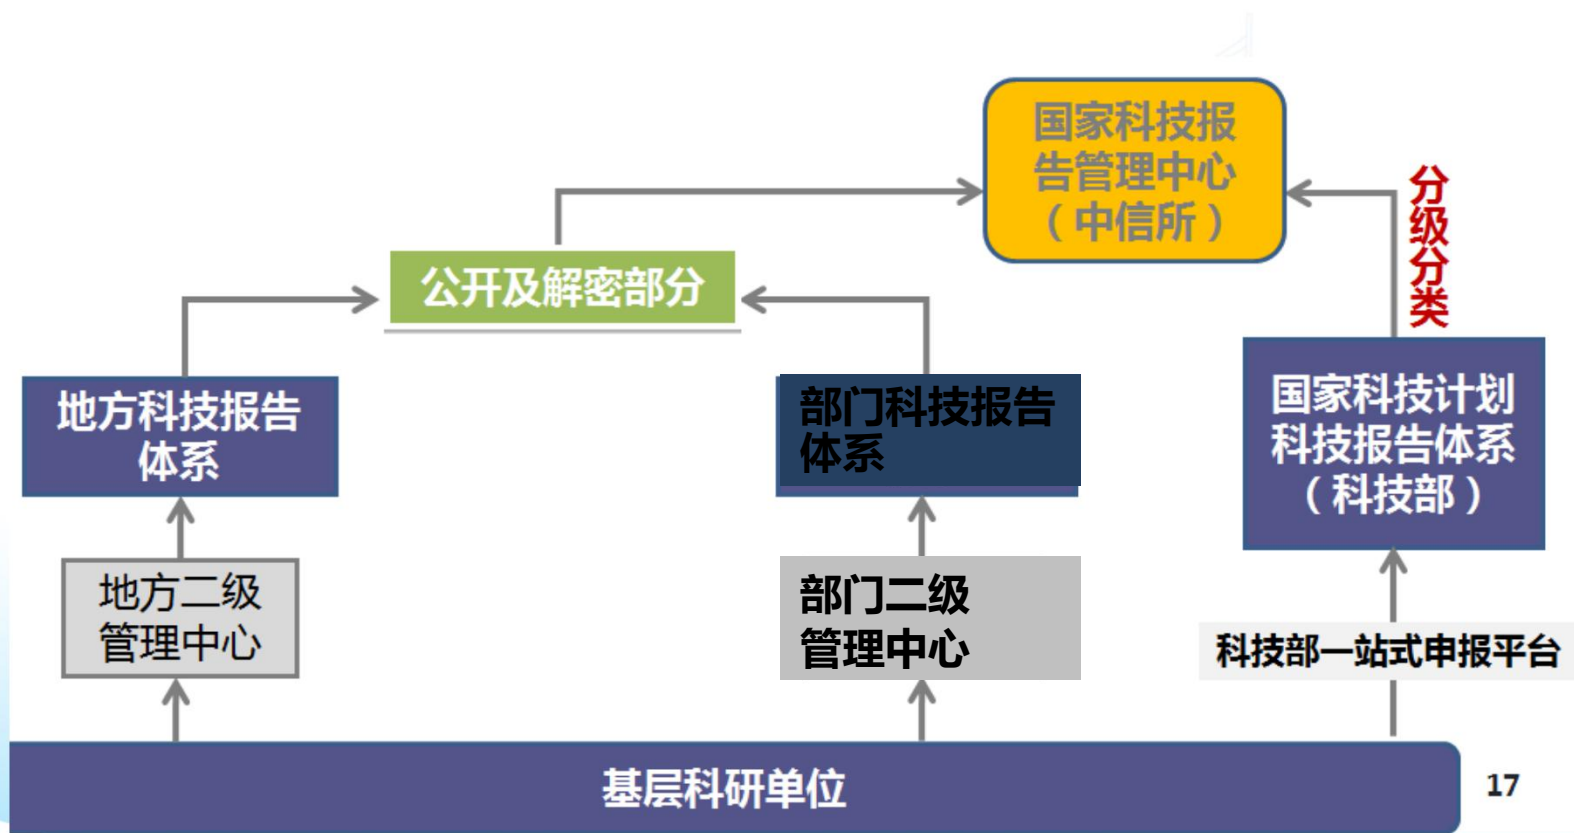 国家科技报
告管理中心
（中信所）
分级分类
公开及解密部分
地方科技报告
体系
部门科技报告
体系
国家科技计划
科技报告体系
（科技部）
地方二级
管理中心
部门二级
管理中心
科技部一站式申报平台
基层科研单位
17